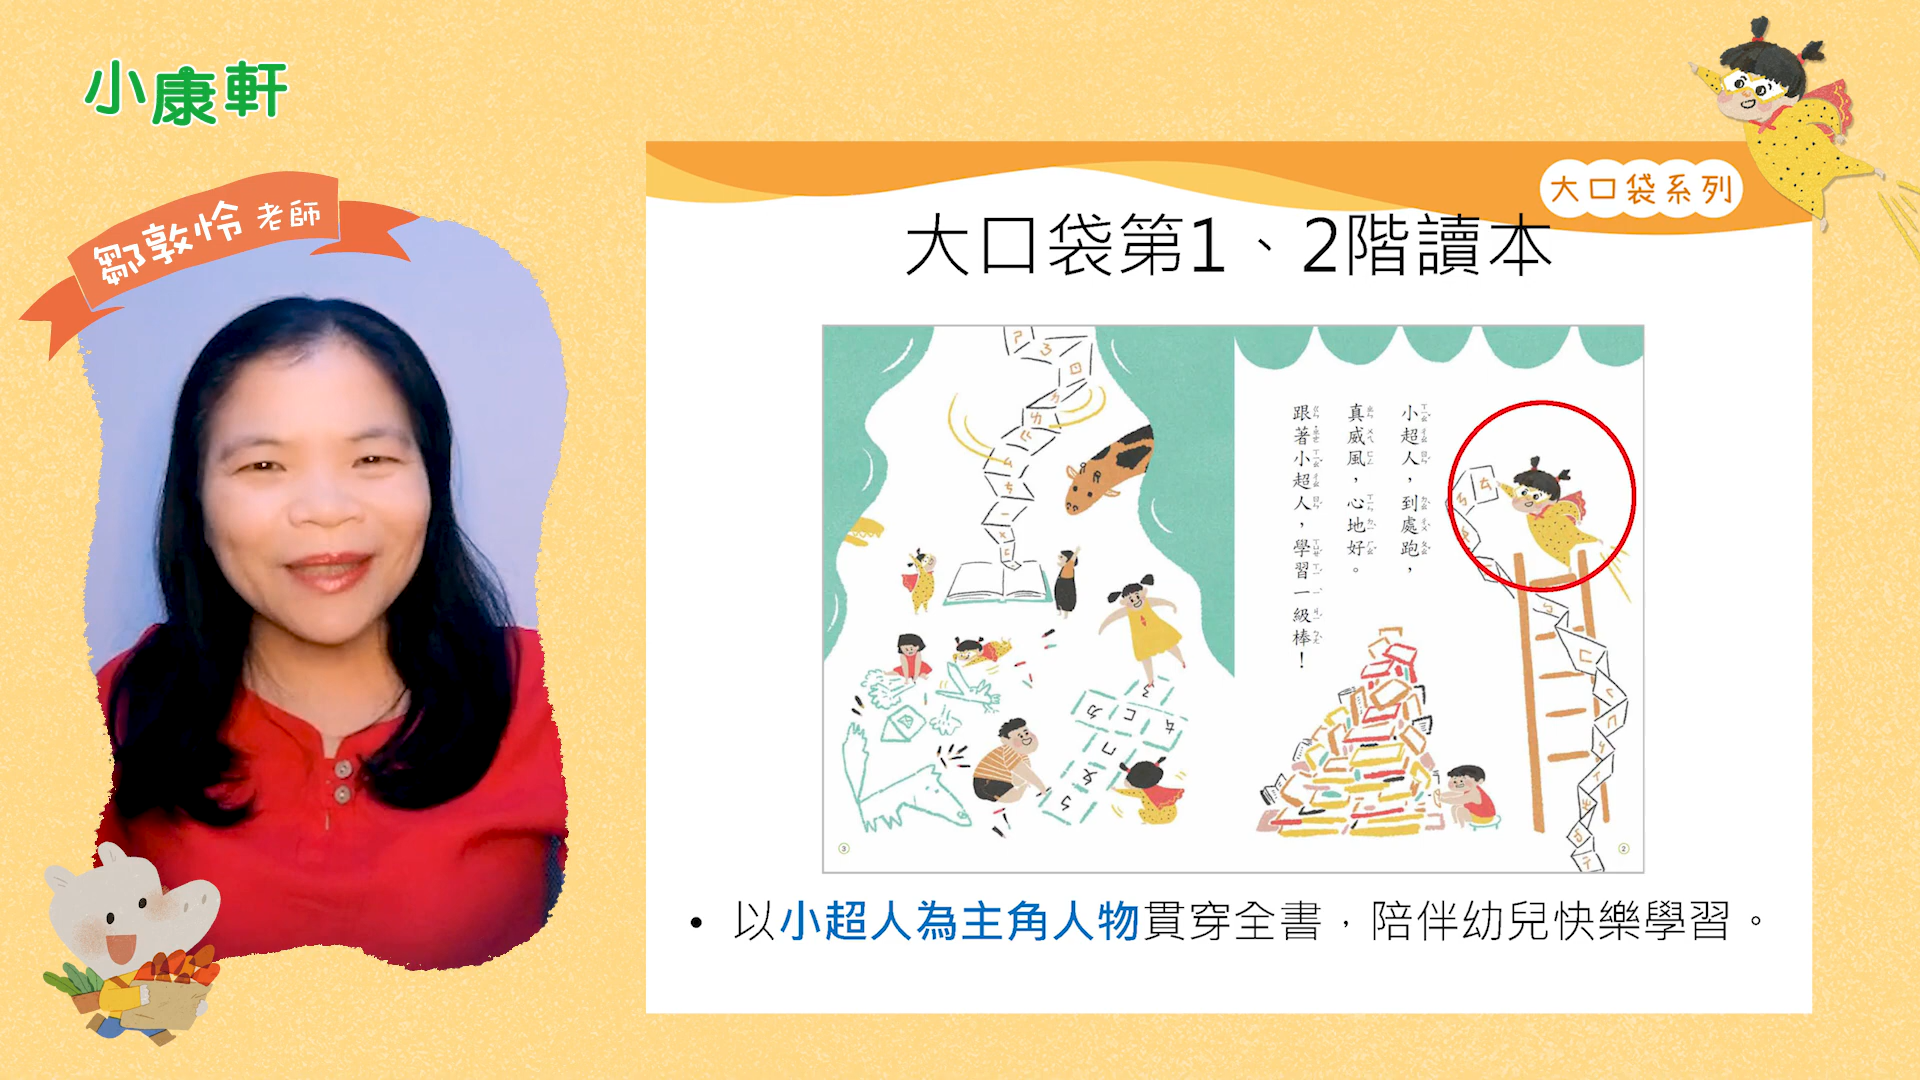 小康軒
鄒敦怜 老師
大口袋系列
大口袋第1、2階讀本
小超人，到處跑，
真威風，心地好。
跟著小超人，學習一級棒！
3
2
• 以小超人為主角人物貫穿全書，陪伴幼兒快樂學習。